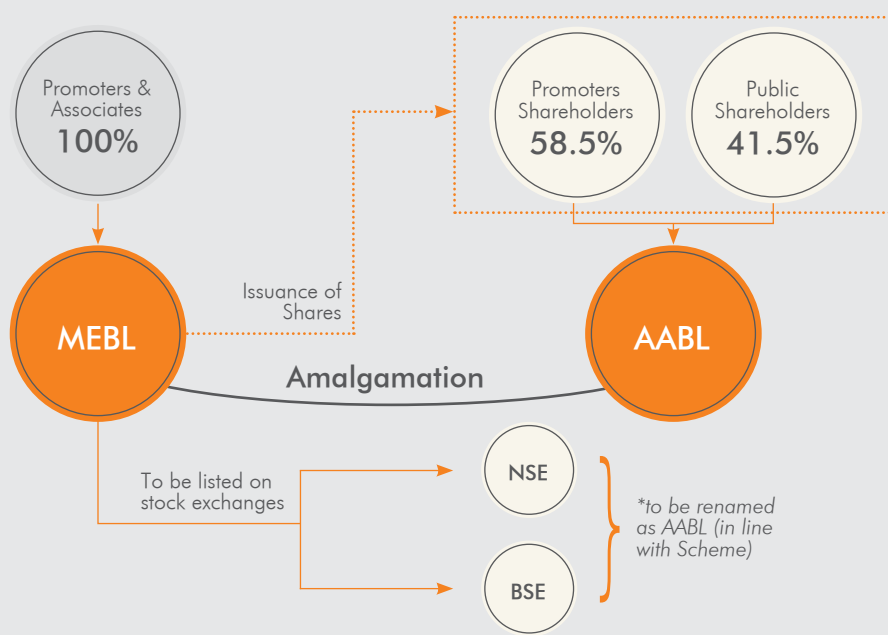 Promoters &
Associates
100%
Promoters
Shareholders
58.5%
Public
Shareholders
41.5%
Issuance of
Shares
MEBL
AABL
Amalgamation
To be listed on
stock exchanges
NSE
BSE
*to be renamed
as AABL (in line
with Scheme)